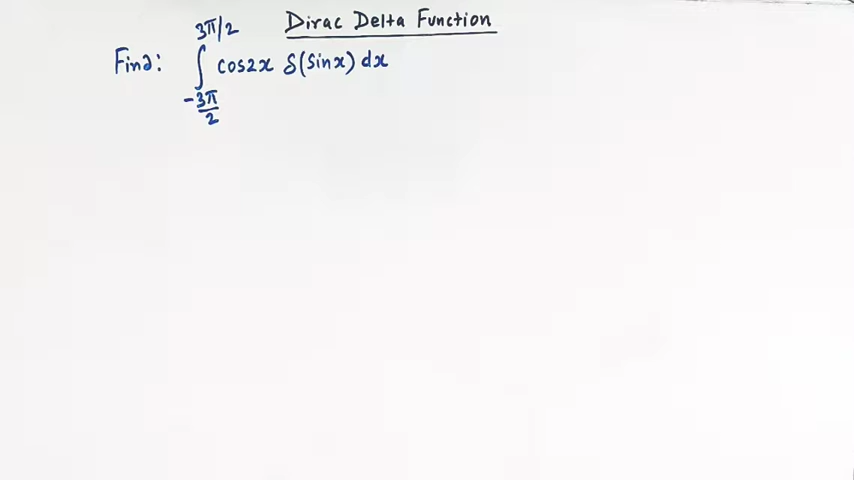 Dirac Delta Function
Find: ∫_{-3π/2}^{3π/2} cos2x δ(sinx) dx